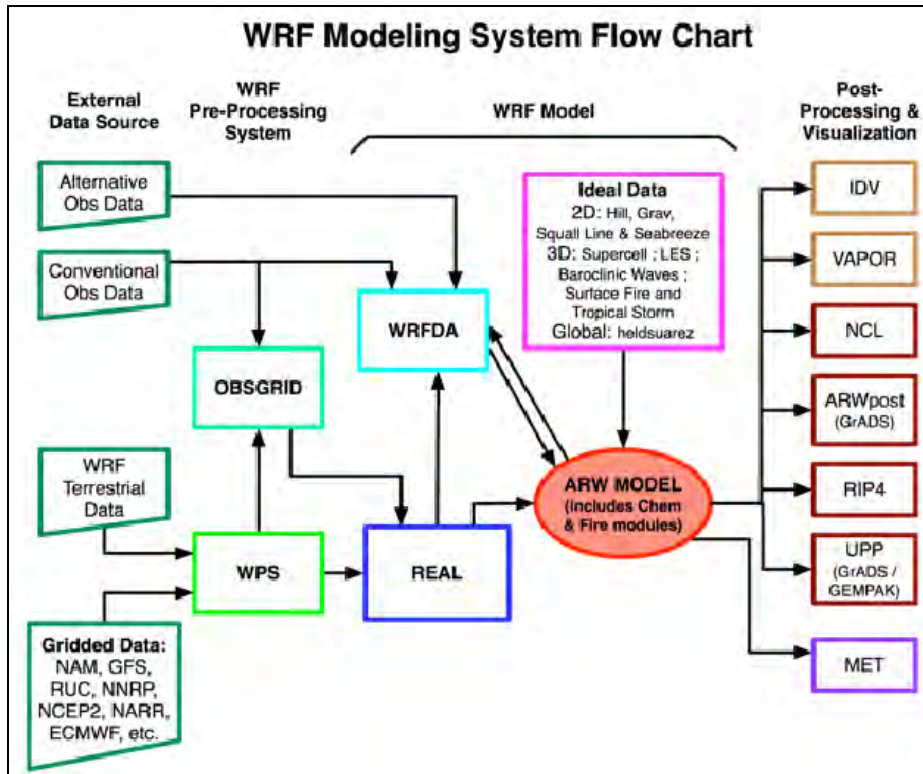 WRF Modeling System Flow Chart
External
Data Source
WRF
Pre-Processing
System
WRF Model
Post-
Processing &
Visualization
Alternative
Obs Data
Conventional
Obs Data
WRF
Terrestrial
Data
Gridded Data:
NAM, GFS,
RUC, NNRP,
NCEP2, NARR,
ECMWF, etc.
OBSGRID
WPS
WRFDA
REAL
Ideal Data
2D: Hill, Grav,
Squall Line & Seabreeze
3D: Supercell ; LES ;
Baroclinic Waves ;
Surface Fire and
Tropical Storm
Global: heldsuarez
ARW MODEL
(includes Chem
& Fire modules)
IDV
VAPOR
NCL
ARWpost
(GrADS)
RIP4
UPP
(GrADS /
GEMPAK)
MET